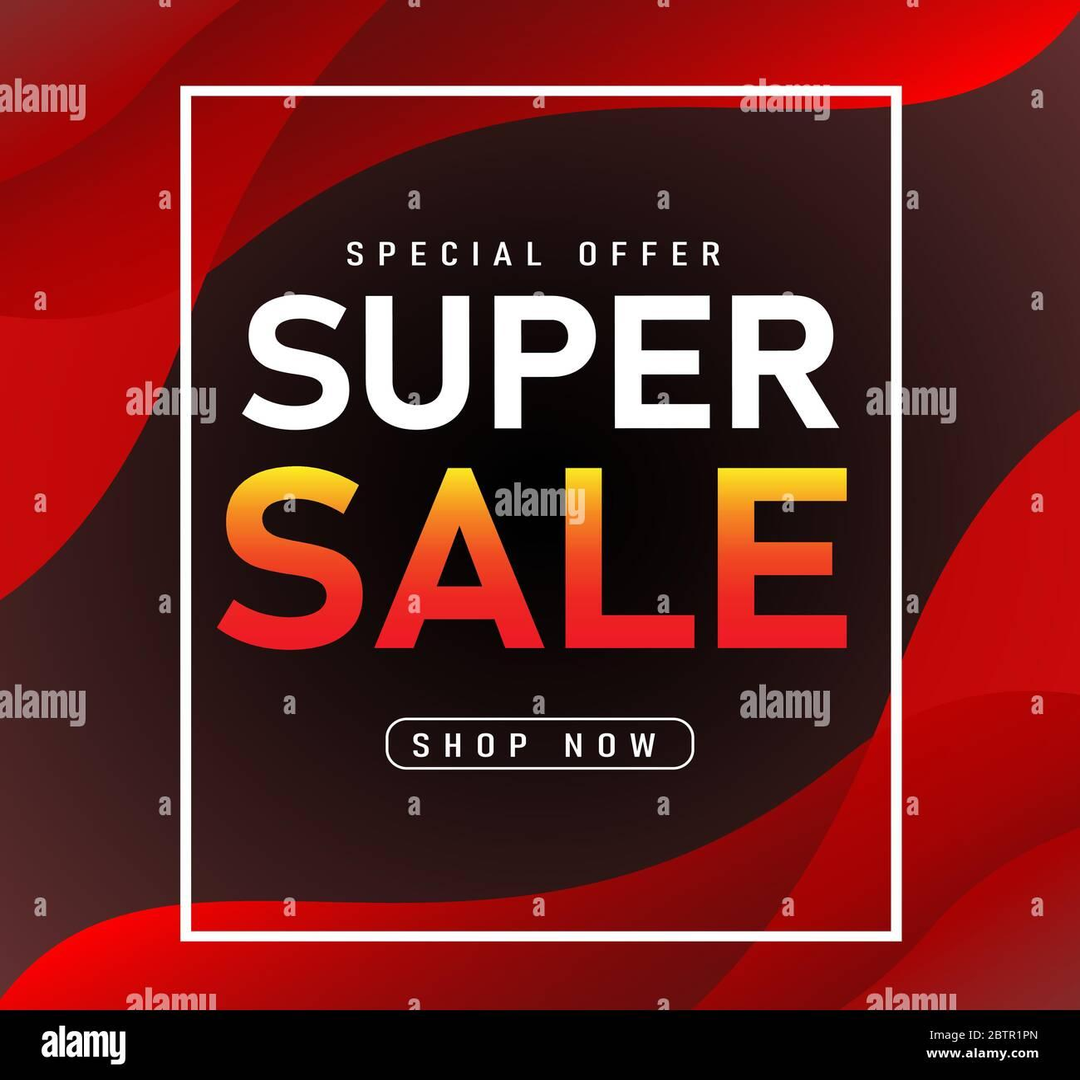 SPECIAL OFFER
SUPER
SALE
SHOP NOW
alamy
Image ID: 2BTR1PN
www.alamy.com